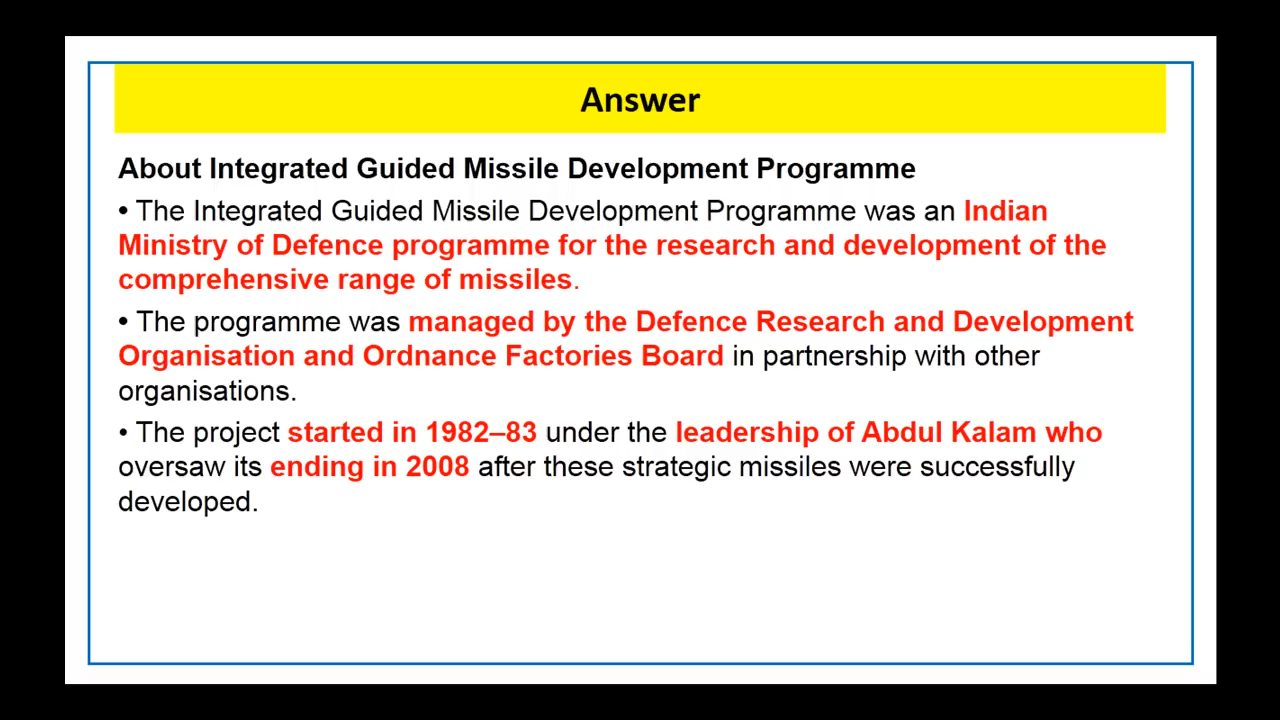 Answer
About Integrated Guided Missile Development Programme
• The Integrated Guided Missile Development Programme was an Indian
Ministry of Defence programme for the research and development of the
comprehensive range of missiles.
• The programme was managed by the Defence Research and Development
Organisation and Ordnance Factories Board in partnership with other
organisations.
• The project started in 1982–83 under the leadership of Abdul Kalam who
oversaw its ending in 2008 after these strategic missiles were successfully
developed.